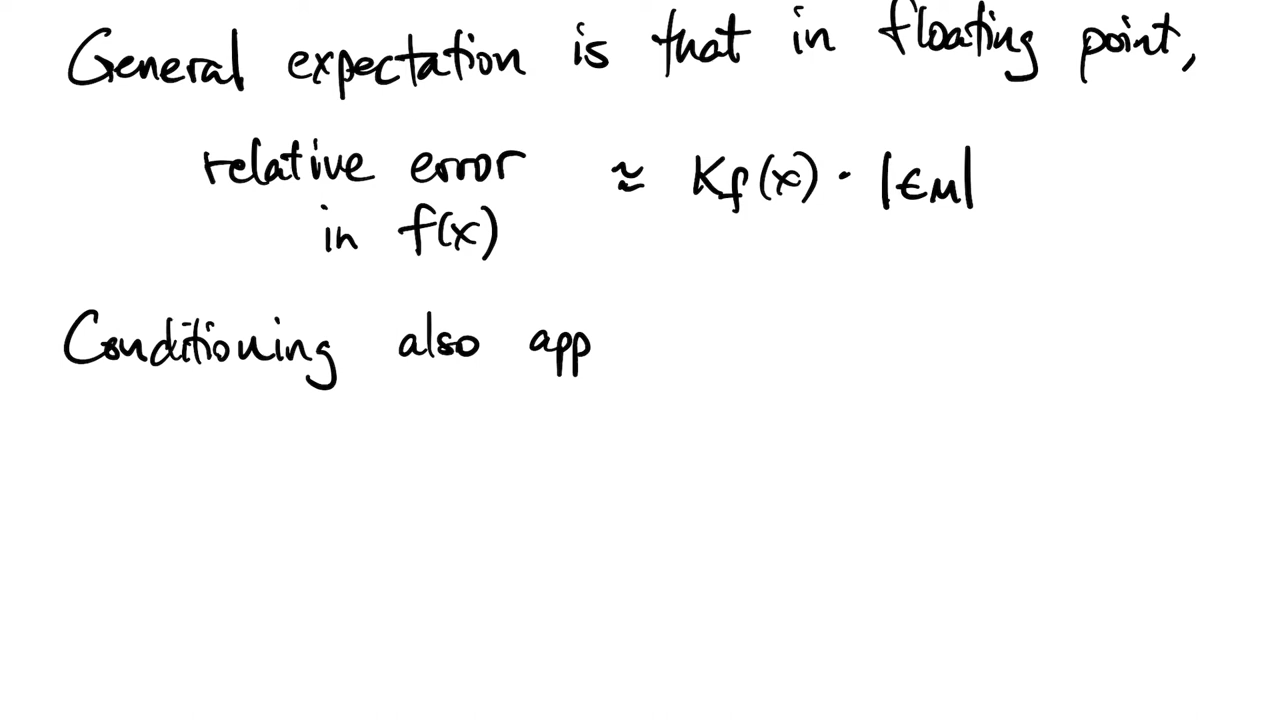 General expectation is that in floating point,
relative error ≈ Kf(x) · |ϵM|
in f(x)
Conditioning also app